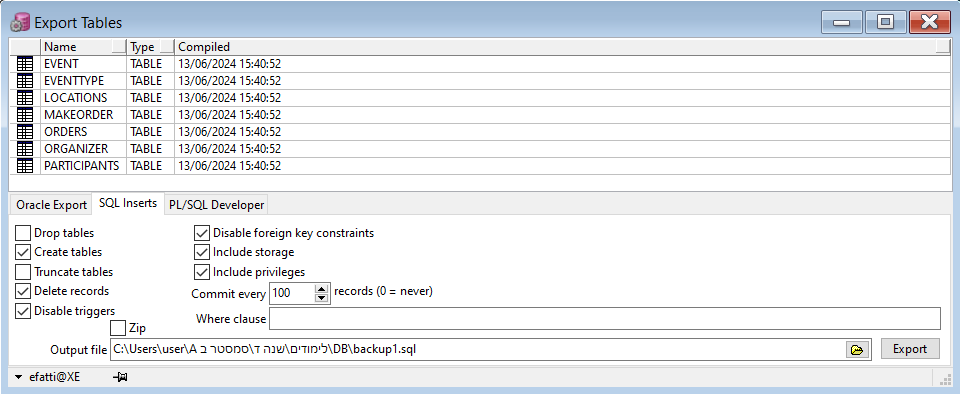 Export Tables
Name Type Compiled
EVENT TABLE 13/06/2024 15:40:52
EVENTTYPE TABLE 13/06/2024 15:40:52
LOCATIONS TABLE 13/06/2024 15:40:52
MAKEORDER TABLE 13/06/2024 15:40:52
ORDERS TABLE 13/06/2024 15:40:52
ORGANIZER TABLE 13/06/2024 15:40:52
PARTICIPANTS TABLE 13/06/2024 15:40:52
Oracle Export SQL Inserts PL/SQL Developer
Drop tables Disable foreign key constraints
Create tables Include storage
Truncate tables Include privileges
Delete records Commit every 100 records (0 = never)
Disable triggers Where clause
Zip
Output file C:\Users\user\A לימודים\שנה ד\סמסטר ב\DB\backup1.sql Export
efatti@XE